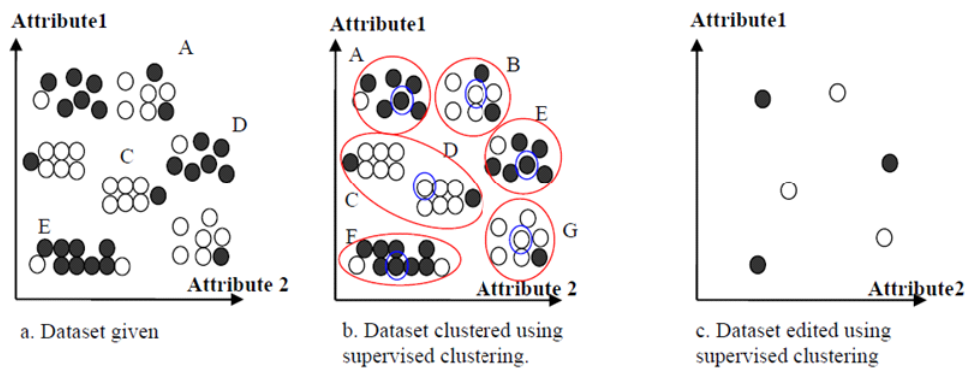 Attribute1
A
D
C
E
Attribute 2
a. Dataset given
Attribute1
A
B
E
D
C
G
F
Attribute 2
b. Dataset clustered using
supervised clustering.
Attribute1
Attribute2
c. Dataset edited using
supervised clustering